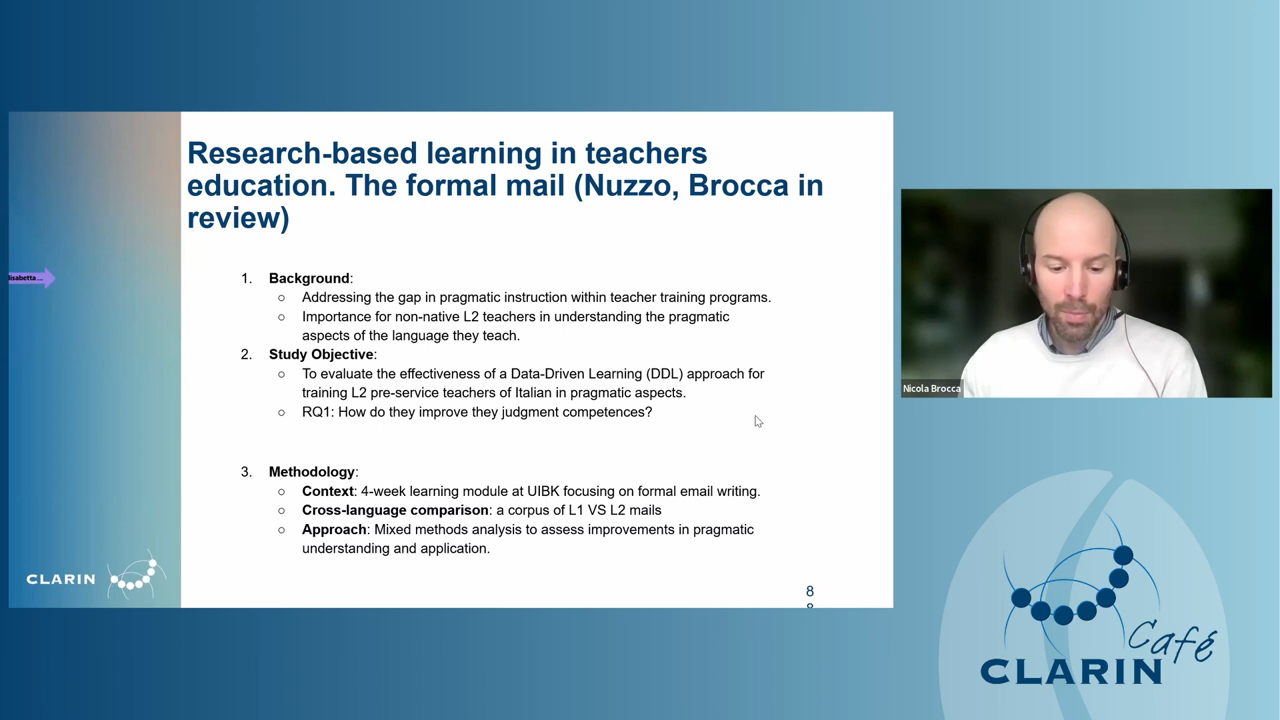 Research-based learning in teachers
education. The formal mail (Nuzzo, Brocca in
review)
1. Background:
○ Addressing the gap in pragmatic instruction within teacher training programs.
○ Importance for non-native L2 teachers in understanding the pragmatic
aspects of the language they teach.
2. Study Objective:
○ To evaluate the effectiveness of a Data-Driven Learning (DDL) approach for
training L2 pre-service teachers of Italian in pragmatic aspects.
○ RQ1: How do they improve they judgment competences?
3. Methodology:
○ Context: 4-week learning module at UIBK focusing on formal email writing.
○ Cross-language comparison: a corpus of L1 VS L2 mails
○ Approach: Mixed methods analysis to assess improvements in pragmatic
understanding and application.
8
CLARIN
Nicola Brocca
Café
CLARIN